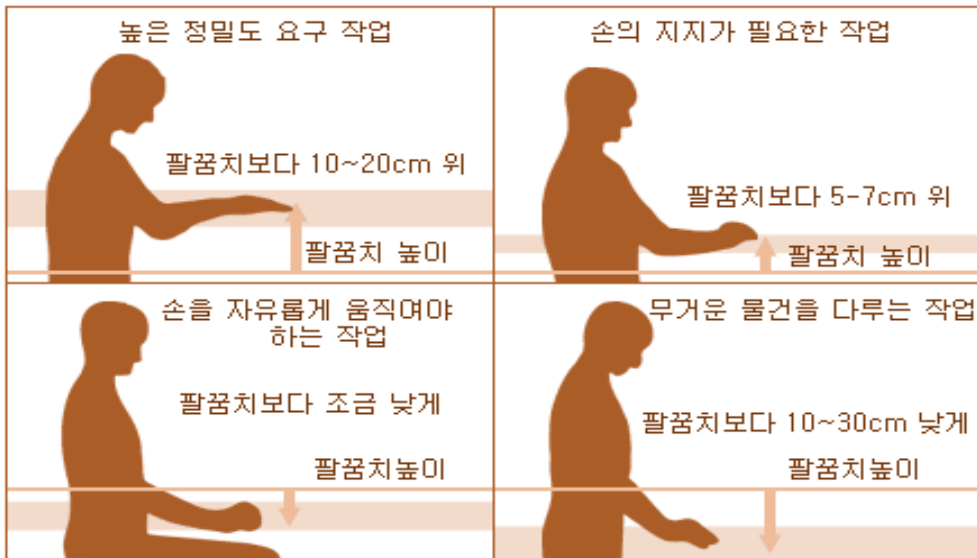 높은 정밀도 요구 작업
팔꿈치보다 10~20cm 위
팔꿈치 높이
손의 지지가 필요한 작업
팔꿈치보다 5-7cm 위
팔꿈치 높이
손을 자유롭게 움직여야
하는 작업
팔꿈치보다 조금 낮게
팔꿈치높이
무거운 물건을 다루는 작업
팔꿈치보다 10~30cm 낮게
팔꿈치높이